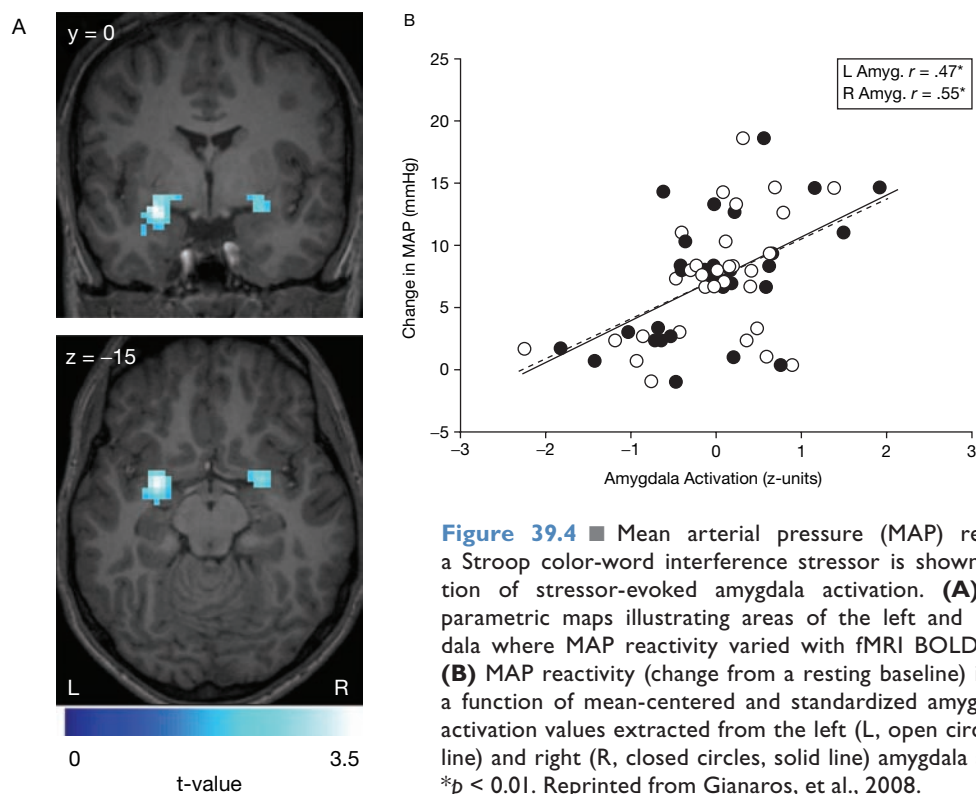 A
y = 0
z = –15
L
R
0
3.5
t-value
B
25
20
15
10
5
0
–5
Change in MAP (mmHg)
–3
–2
–1
0
1
2
3
Amygdala Activation (z-units)
L Amyg. r = .47*
R Amyg. r = .55*
Figure 39.4 ■ Mean arterial pressure (MAP) re
a Stroop color-word interference stressor is shown
tion of stressor-evoked amygdala activation. (A)
parametric maps illustrating areas of the left and
dala where MAP reactivity varied with fMRI BOLD
(B) MAP reactivity (change from a resting baseline) i
a function of mean-centered and standardized amyg
activation values extracted from the left (L, open circ
line) and right (R, closed circles, solid line) amygdala
*p < 0.01. Reprinted from Gianaros, et al., 2008.